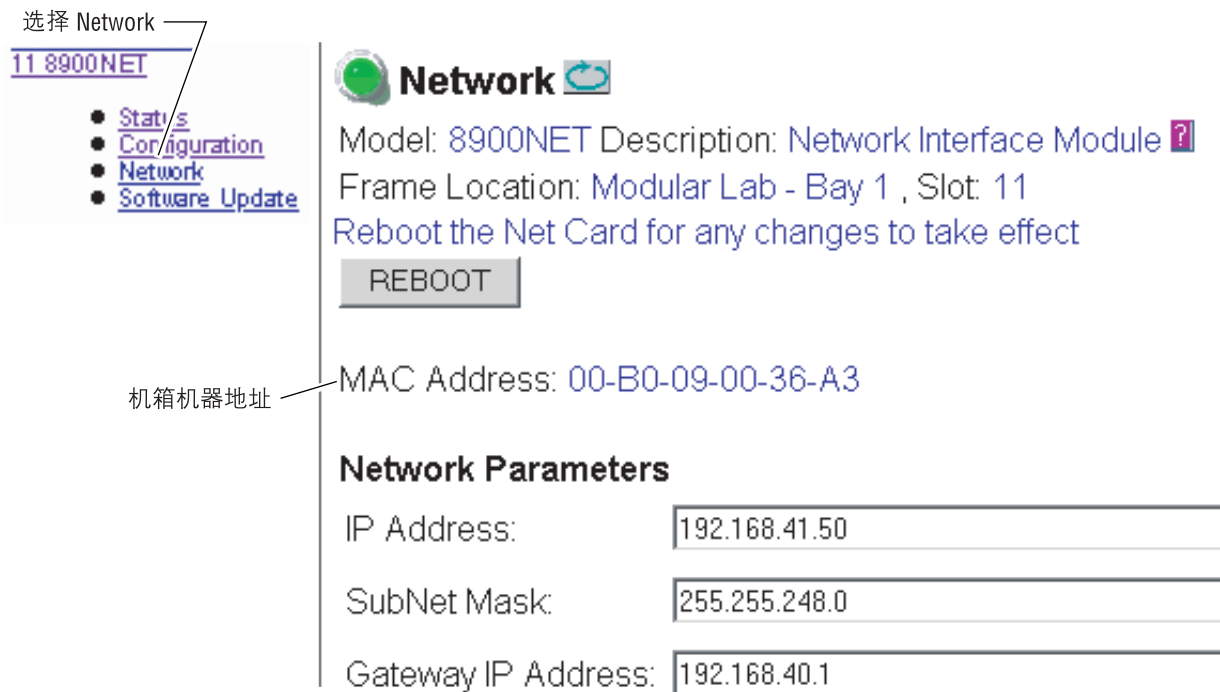 选择 Network
11 8900NET
Status
Configuration
Network
Software Update
Network
Model: 8900NET Description: Network Interface Module ?
Frame Location: Modular Lab - Bay 1 , Slot: 11
Reboot the Net Card for any changes to take effect
REBOOT
机箱机器地址
MAC Address: 00-B0-09-00-36-A3
Network Parameters
IP Address: 192.168.41.50
SubNet Mask: 255.255.248.0
Gateway IP Address: 192.168.40.1